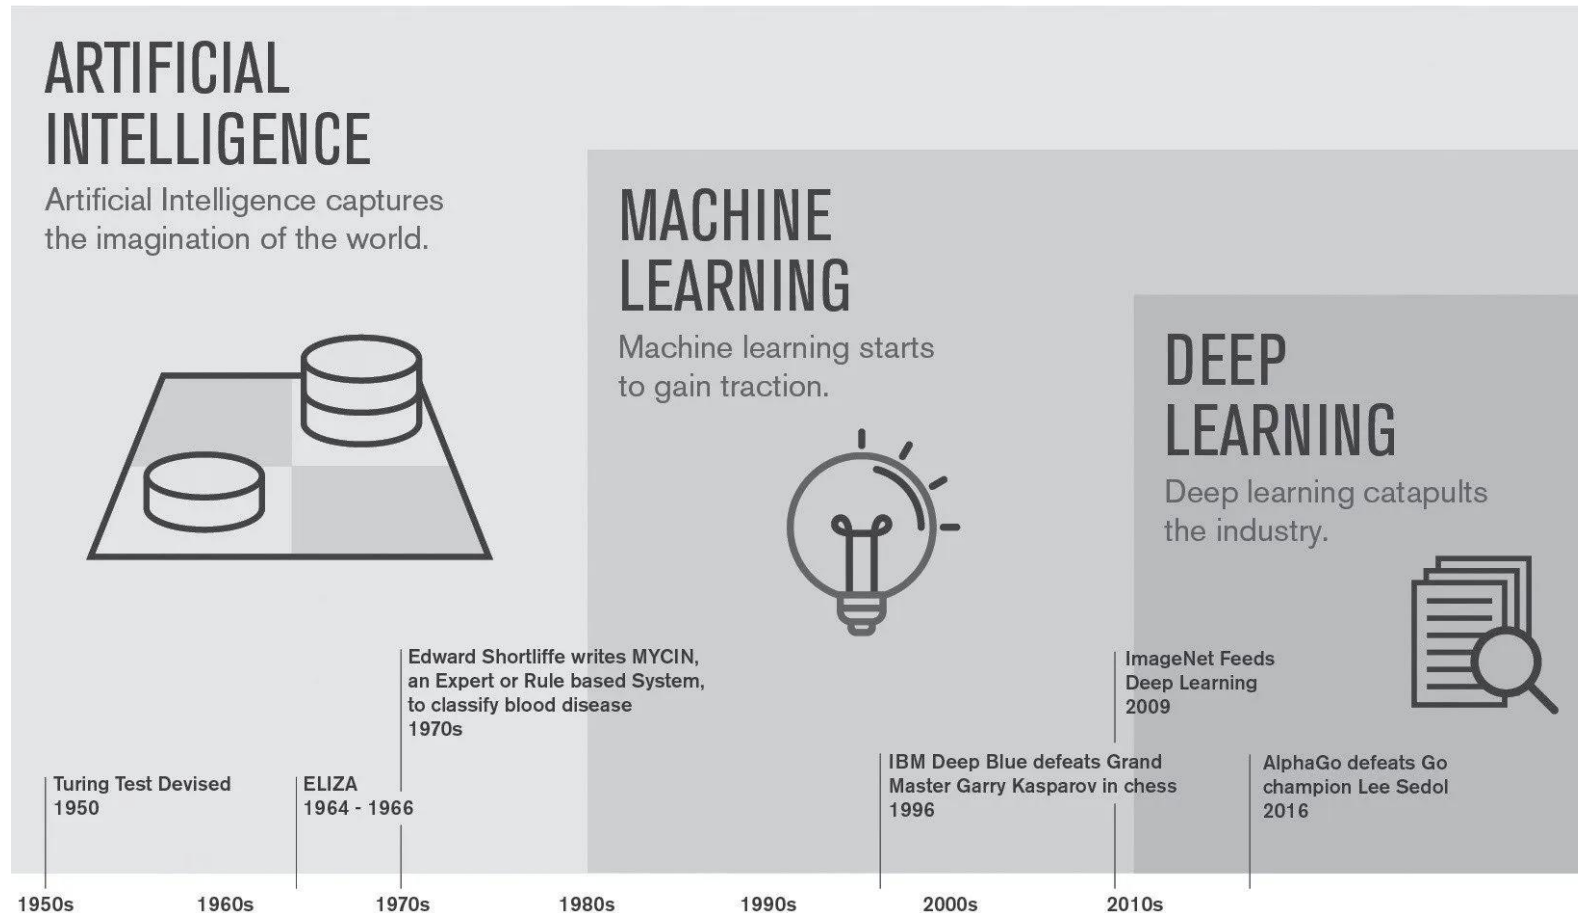 ARTIFICIAL
INTELLIGENCE
Artificial Intelligence captures
the imagination of the world.
MACHINE
LEARNING
Machine learning starts
to gain traction.
DEEP
LEARNING
Deep learning catapults
the industry.
Edward Shortliffe writes MYCIN,
an Expert or Rule based System,
to classify blood disease
1970s
ImageNet Feeds
Deep Learning
2009
Turing Test Devised
1950
ELIZA
1964 - 1966
IBM Deep Blue defeats Grand
Master Garry Kasparov in chess
1996
AlphaGo defeats Go
champion Lee Sedol
2016
1950s 1960s 1970s 1980s 1990s 2000s 2010s